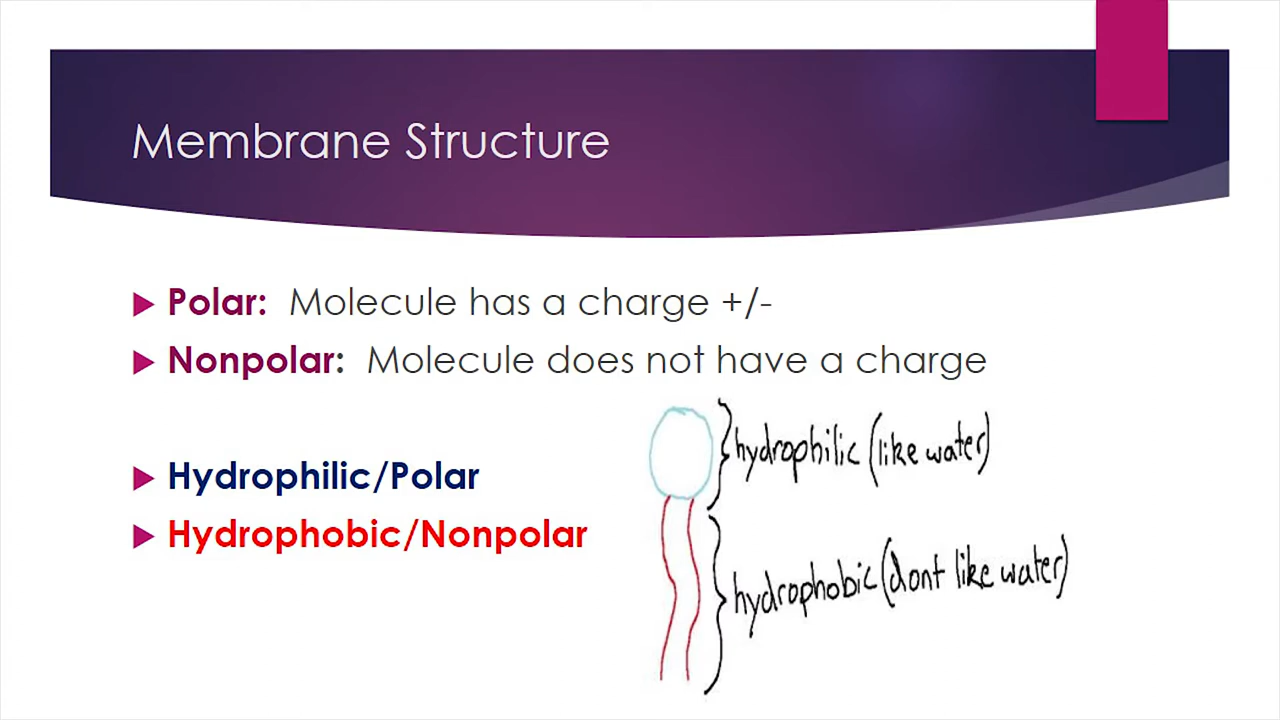 Membrane Structure
Polar: Molecule has a charge +/-
Nonpolar: Molecule does not have a charge
hydrophilic (like water)
Hydrophilic/Polar
Hydrophobic/Nonpolar
hydrophobic (dont like water)